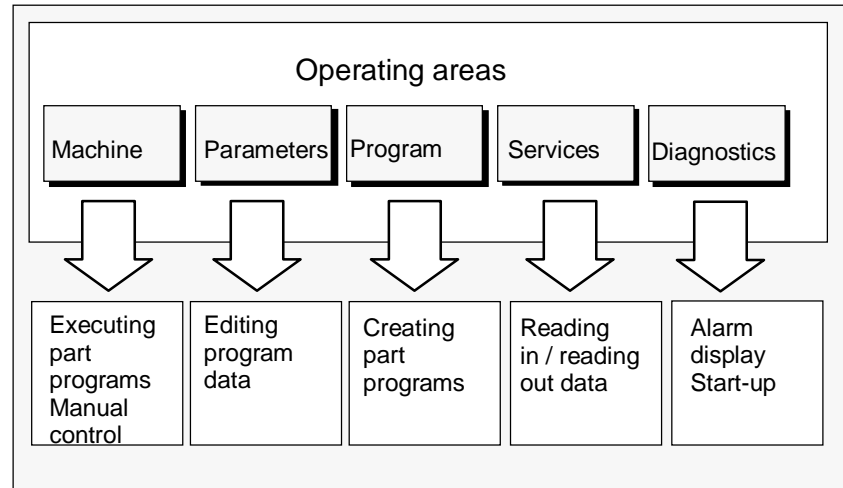 Operating areas
Machine
Parameters
Program
Services
Diagnostics
Executing
part
programs
Manual
control
Editing
program
data
Creating
part
programs
Reading
in / reading
out data
Alarm
display
Start-up